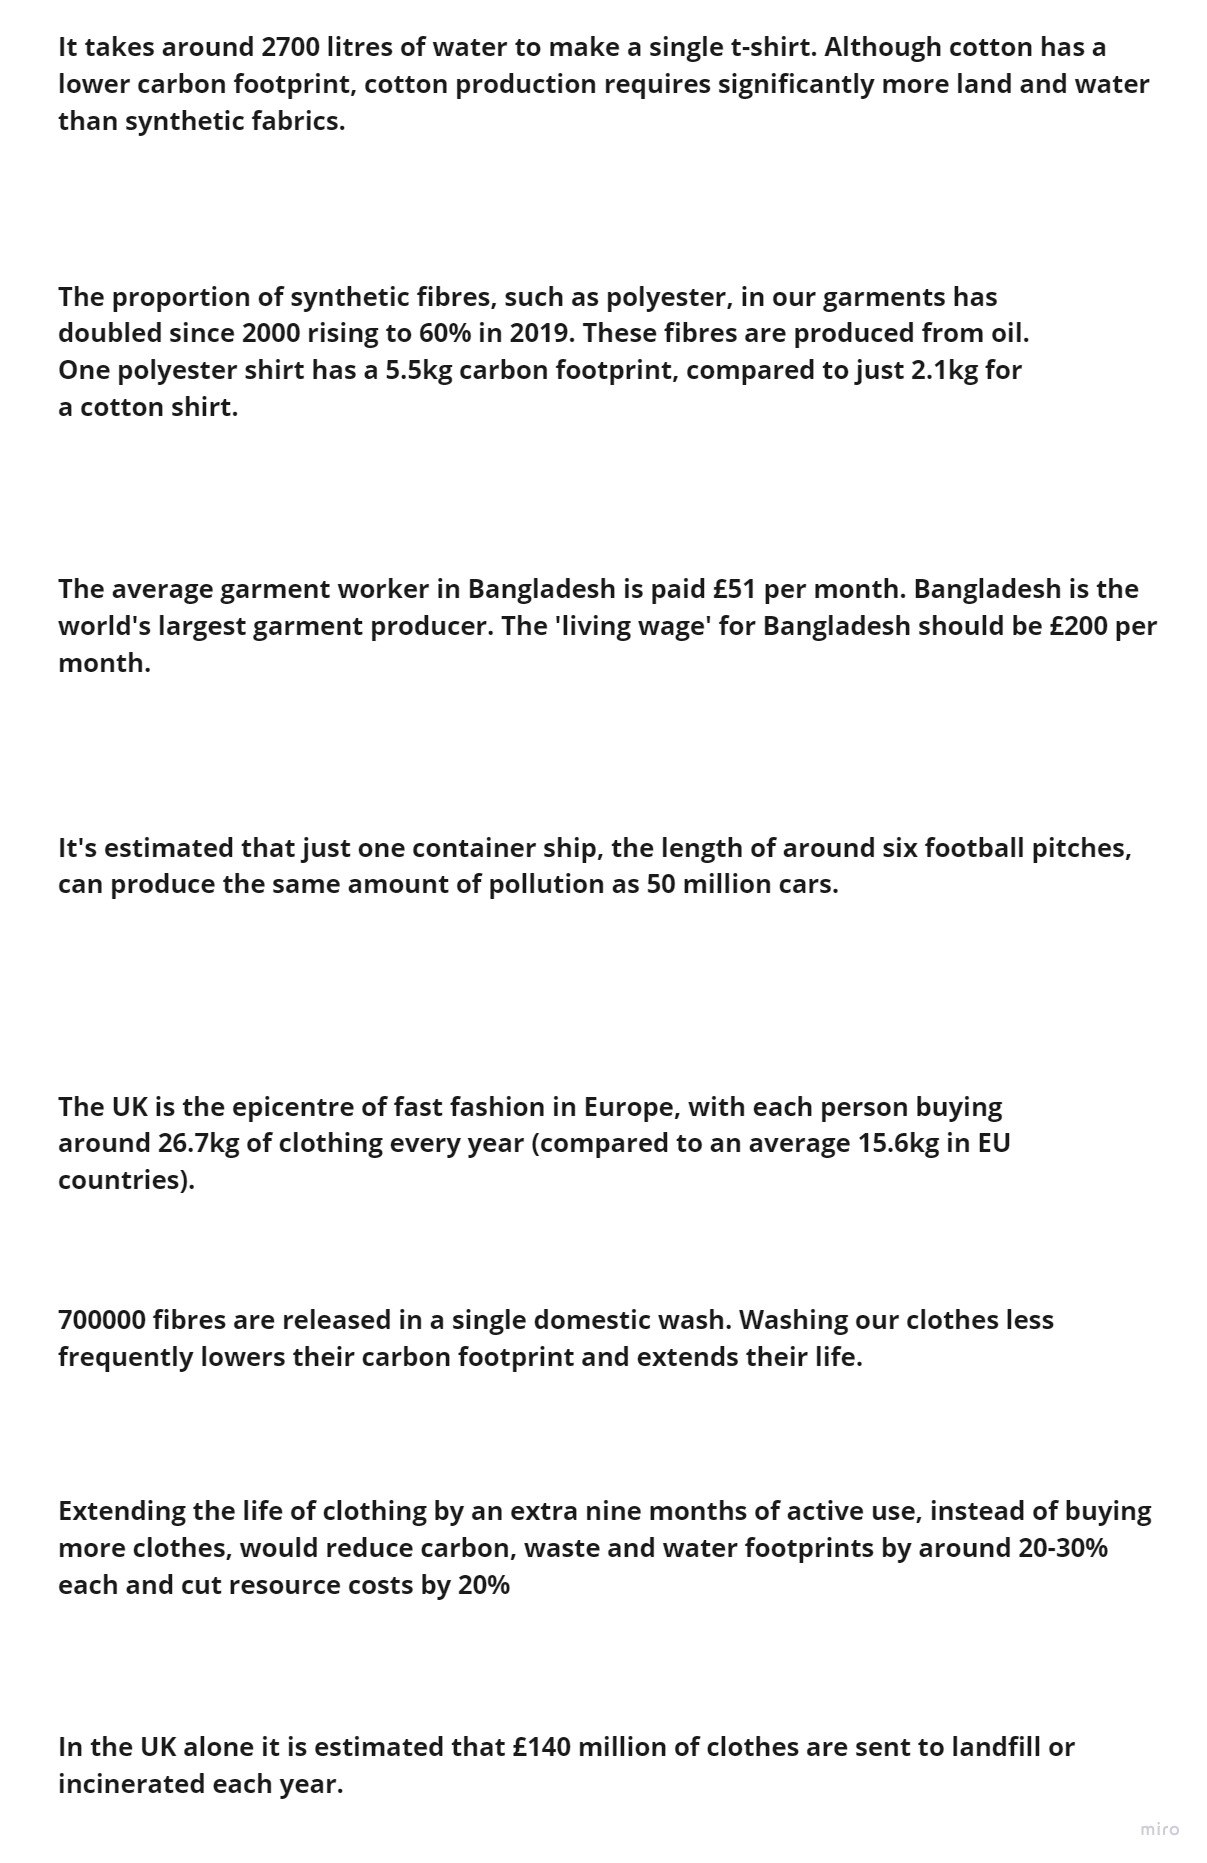 It takes around 2700 litres of water to make a single t-shirt. Although cotton has a
lower carbon footprint, cotton production requires significantly more land and water
than synthetic fabrics.
The proportion of synthetic fibres, such as polyester, in our garments has
doubled since 2000 rising to 60% in 2019. These fibres are produced from oil.
One polyester shirt has a 5.5kg carbon footprint, compared to just 2.1kg for
a cotton shirt.
The average garment worker in Bangladesh is paid £51 per month. Bangladesh is the
world's largest garment producer. The 'living wage' for Bangladesh should be £200 per
month.
It's estimated that just one container ship, the length of around six football pitches,
can produce the same amount of pollution as 50 million cars.
The UK is the epicentre of fast fashion in Europe, with each person buying
around 26.7kg of clothing every year (compared to an average 15.6kg in EU
countries).
700000 fibres are released in a single domestic wash. Washing our clothes less
frequently lowers their carbon footprint and extends their life.
Extending the life of clothing by an extra nine months of active use, instead of buying
more clothes, would reduce carbon, waste and water footprints by around 20-30%
each and cut resource costs by 20%
In the UK alone it is estimated that £140 million of clothes are sent to landfill or
incinerated each year.
miro